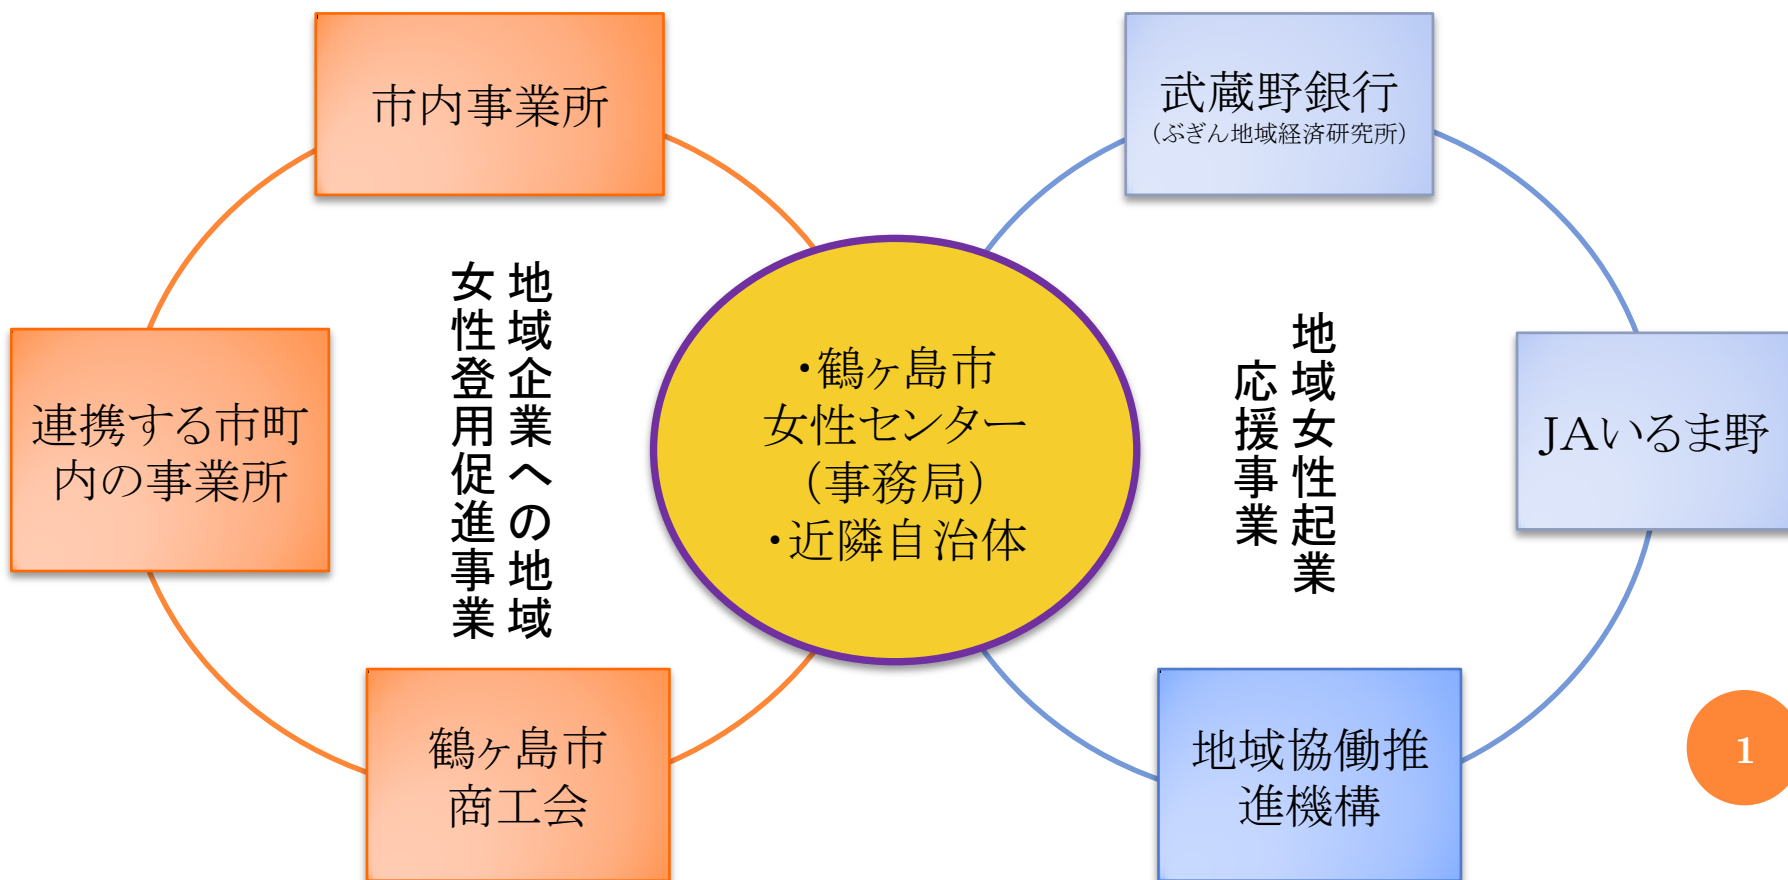 市内事業所
連携する市町
内の事業所
鶴ヶ島市
商工会
地域企業への地域
女性登用促進事業
・鶴ヶ島市
女性センター
（事務局）
・近隣自治体
地域女性起業
応援事業
武蔵野銀行
（ぶぎん地域経済研究所）
JAいるま野
地域協働推
進機構
1